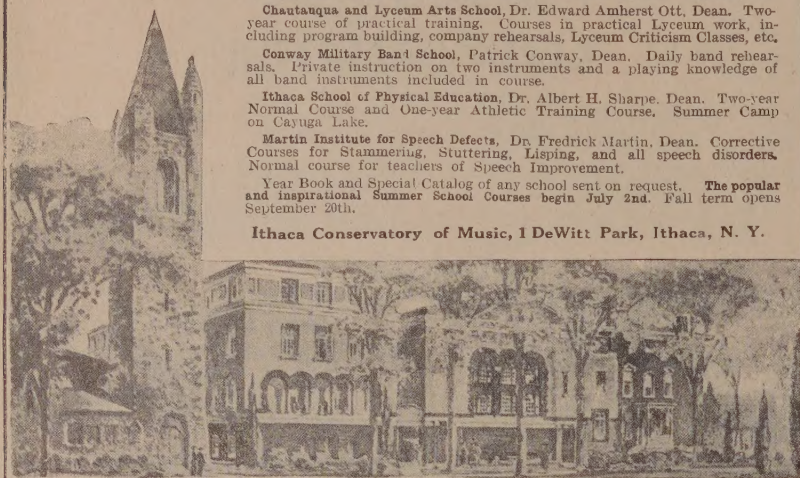 Chautauqua and Lyceum Arts School, Dr. Edward Amherst Ott, Dean. Two-
year course of practical training. Courses in practical Lyceum work, in-
cluding program building, company rehearsals, Lyceum Criticism Classes, etc.
Conway Military Band School, Patrick Conway, Dean. Daily band rehear-
sals. Private instruction on two instruments and a playing knowledge of
all band instruments included in course.
Ithaca School of Physical Education, Dr. Albert H. Sharpe, Dean. Two-year
Normal Course and One-year Athletic Training Course. Summer Camp
on Cayuga Lake.
Martin Institute for Speech Defects, Dr. Fredrick Martin, Dean. Corrective
Courses for Stammering, Stuttering, Lisping, and all speech disorders.
Normal course for teachers of Speech Improvement.
Year Book and Special Catalog of any school sent on request. The popular
and inspirational Summer School Courses begin July 2nd. Fall term opens
September 20th.
Ithaca Conservatory of Music, 1 DeWitt Park, Ithaca, N. Y.